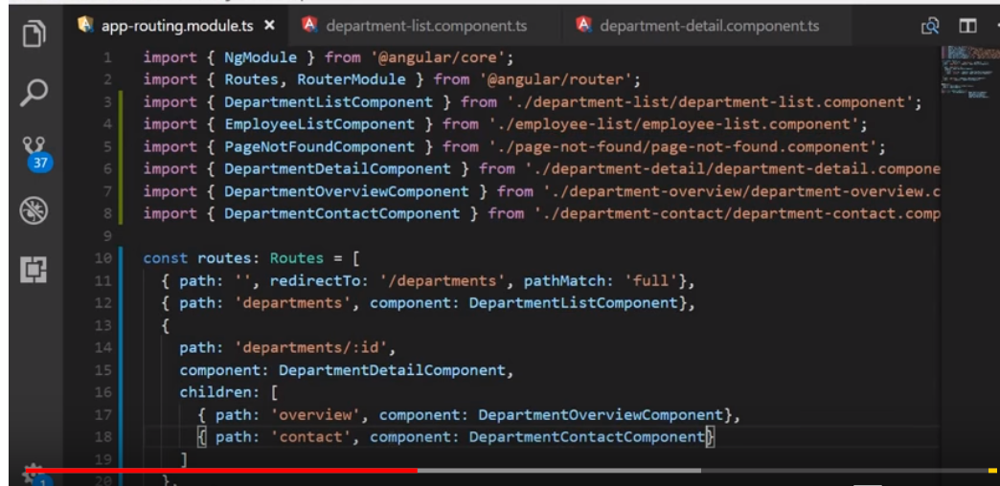 app-routing.module.ts department-list.component.ts department-detail.component.ts
1 import { NgModule } from '@angular/core';
2 import { Routes, RouterModule } from '@angular/router';
3 import { DepartmentListComponent } from './department-list/department-list.component';
4 import { EmployeeListComponent } from './employee-list/employee-list.component';
5 import { PageNotFoundComponent } from './page-not-found/page-not-found.component';
6 import { DepartmentDetailComponent } from './department-detail/department-detail.compone
7 import { DepartmentOverviewComponent } from './department-overview/department-overview.c
8 import { DepartmentContactComponent } from './department-contact/department-contact.comp
9
10 const routes: Routes = [
11 { path: '', redirectTo: '/departments', pathMatch: 'full'},
12 { path: 'departments', component: DepartmentListComponent},
13 {
14 path: 'departments/:id',
15 component: DepartmentDetailComponent,
16 children: [
17 { path: 'overview', component: DepartmentOverviewComponent},
18 { path: 'contact', component: DepartmentContactComponent}
19 ]
20 },
37
1